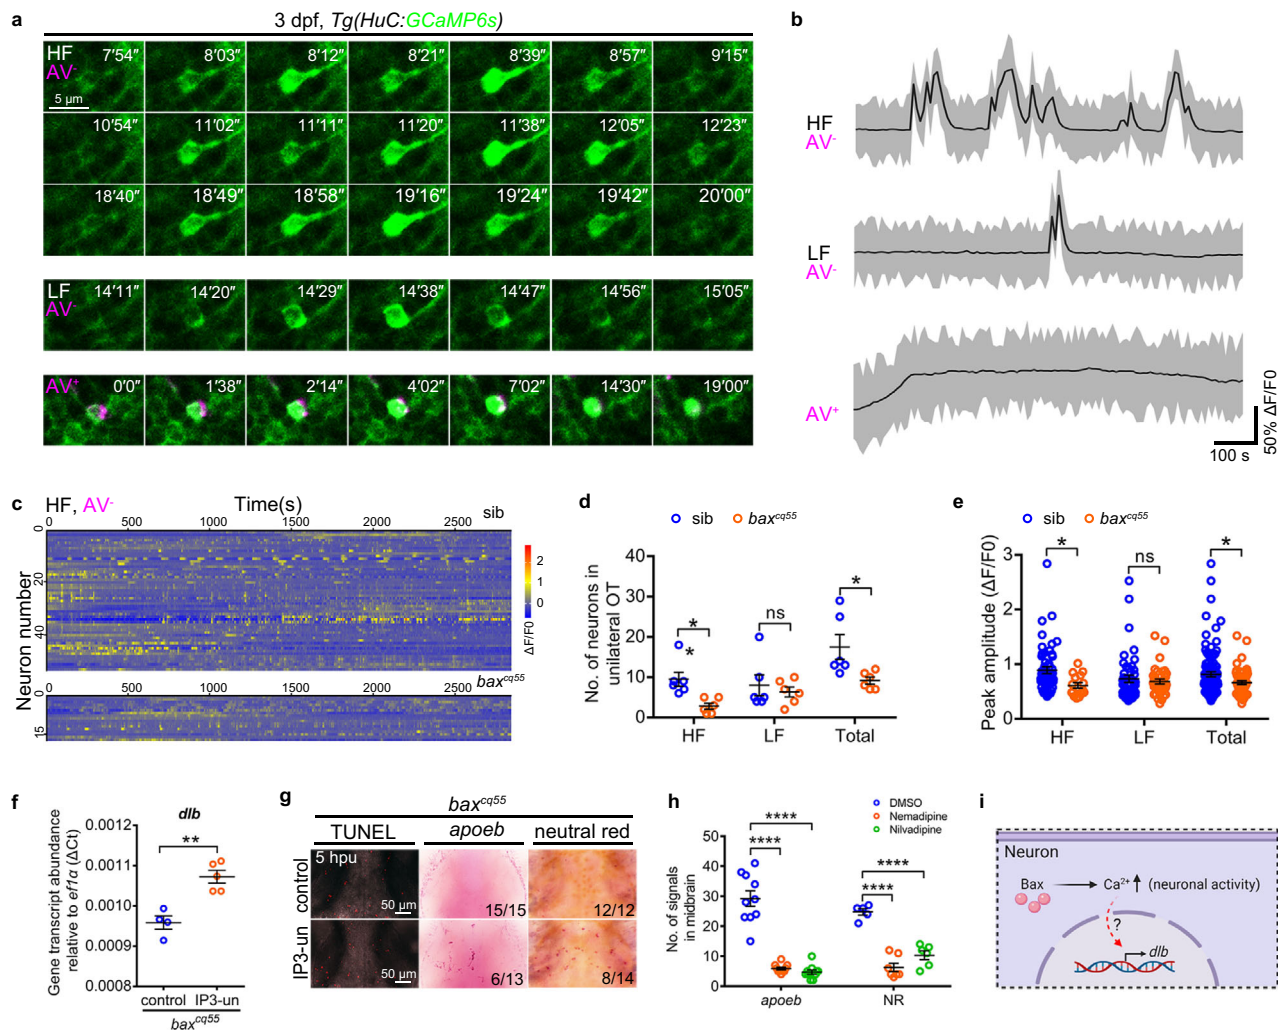 a
3 dpf, Tg(HuC:GCaMP6s)
HF
AV-
5 µm
7′54″ 8′03″ 8′12″ 8′21″ 8′39″ 8′57″ 9′15″
10′54″ 11′02″ 11′11″ 11′20″ 11′38″ 12′05″ 12′23″
18′40″ 18′49″ 18′58″ 19′16″ 19′24″ 19′42″ 20′00″
LF
AV-
14′11″ 14′20″ 14′29″ 14′38″ 14′47″ 14′56″ 15′05″
AV+
0′0″ 1′38″ 2′14″ 4′02″ 7′02″ 14′30″ 19′00″
b
HF
AV-
LF
AV-
AV+
50% ΔF/F0
100 s
c
HF, AV-
Time(s)
sib
0 500 1000 1500 2000 2500
Neuron number
0
20
40
2
1
0
ΔF/F0
baxcq55
0 500 1000 1500 2000 2500
0
15
d
sib baxcq55
No. of neurons in
unilateral OT
40
30
20
10
0
*
*
ns
*
HF LF Total
e
sib baxcq55
Peak amplitude (ΔF/F0)
3
2
1
0
* ns *
HF LF Total
f
dlb
Gene transcript abundance
relative to ef1α (ΔCt)
0.0012
0.0011
0.0010
0.0009
0.0008
**
control IP3-un
baxcq55
g
baxcq55
TUNEL apoeb neutral red
control
5 hpu
50 µm
15/15
12/12
IP3-un
50 µm
6/13
8/14
h
DMSO
Nemadipine
Nilvadipine
No. of signals
in midbrain
50
40
30
20
10
0
****
****
****
****
apoeb NR
i
Neuron
Bax Ca2+ (neuronal activity)
?
dlb